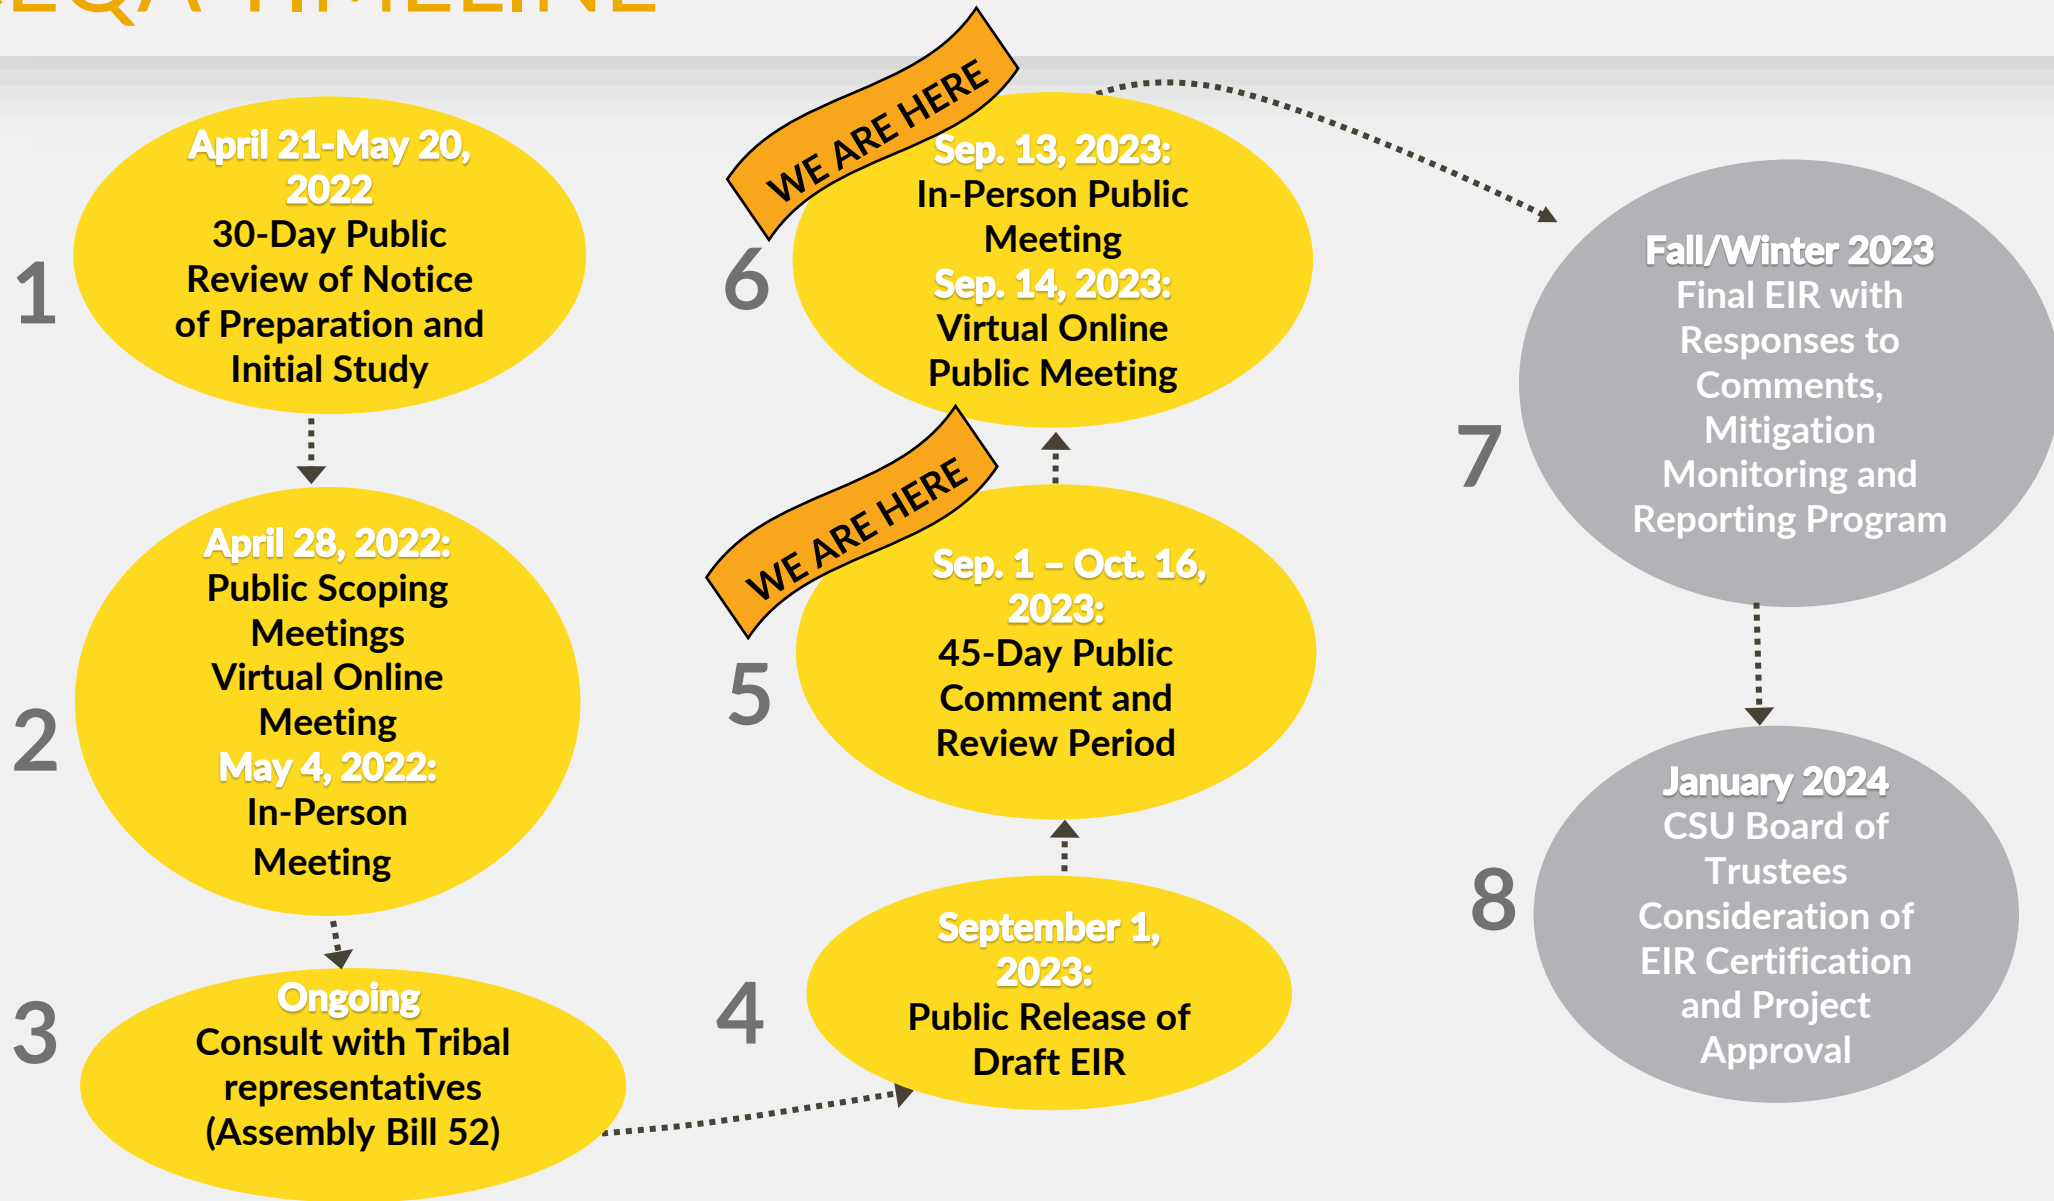 TIMELINE
1
April 21-May 20,
2022
30-Day Public
Review of Notice
of Preparation and
Initial Study
2
April 28, 2022:
Public Scoping
Meetings
Virtual Online
Meeting
May 4, 2022:
In-Person
Meeting
3
Ongoing
Consult with Tribal
representatives
(Assembly Bill 52)
4
September 1,
2023:
Public Release of
Draft EIR
5
WE ARE HERE
Sep. 1 – Oct. 16,
2023:
45-Day Public
Comment and
Review Period
6
WE ARE HERE
Sep. 13, 2023:
In-Person Public
Meeting
Sep. 14, 2023:
Virtual Online
Public Meeting
7
Fall/Winter 2023
Final EIR with
Responses to
Comments,
Mitigation
Monitoring and
Reporting Program
8
January 2024
CSU Board of
Trustees
Consideration of
EIR Certification
and Project
Approval